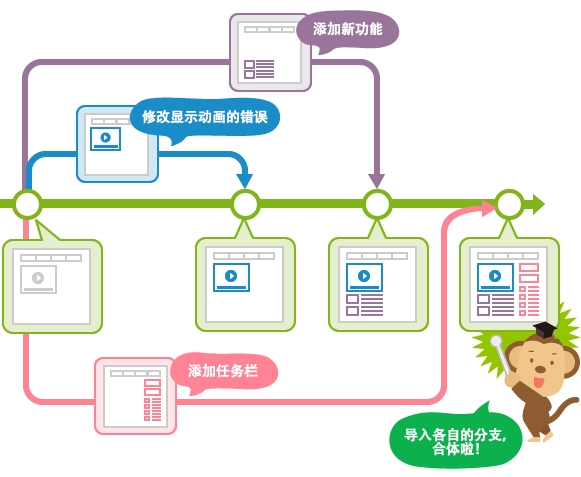 添加新功能
修改显示动画的错误
添加任务栏
导入各自的分支,
合体啦!